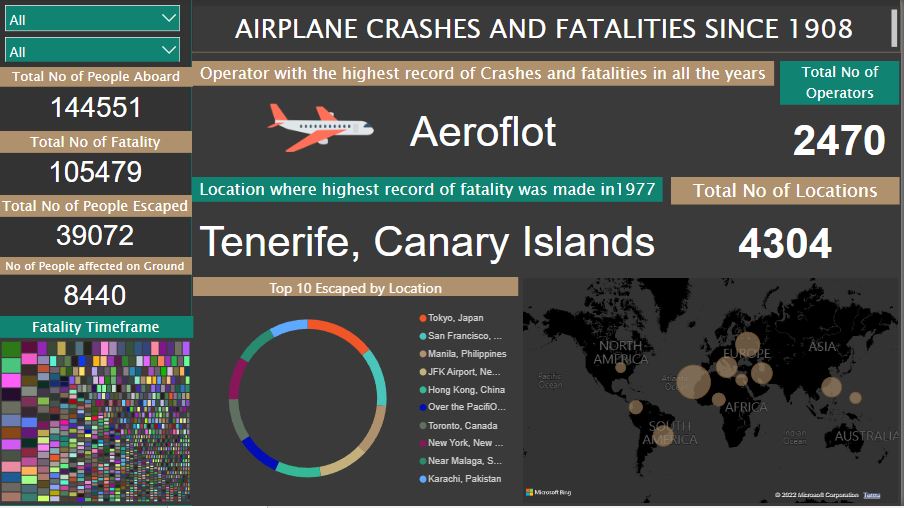 All
All
AIRPLANE CRASHES AND FATALITIES SINCE 1908
Total No of People Aboard
144551
Total No of Fatality
105479
Total No of People Escaped
39072
No of People affected on Ground
8440
Fatality Timeframe
Operator with the highest record of Crashes and fatalities in all the years
Aeroflot
Total No of
Operators
2470
Location where highest record of fatality was made in1977
Tenerife, Canary Islands
Total No of Locations
4304
Top 10 Escaped by Location
Tokyo, Japan
San Francisco, ...
Manila, Philippines
JFK Airport, Ne...
Hong Kong, China
Over the PacifiO...
Toronto, Canada
New York, New ...
Near Malaga, S...
Karachi, Pakistan
NORTH
AMERICA
EUROPE
ASIA
Pacific
Ocean
Atlantic
Ocean
AFRICA
SOUTH
AMERICA
Indian
Ocean
AUSTRALIA
Microsoft Bing
© 2022 Microsoft Corporation Terms